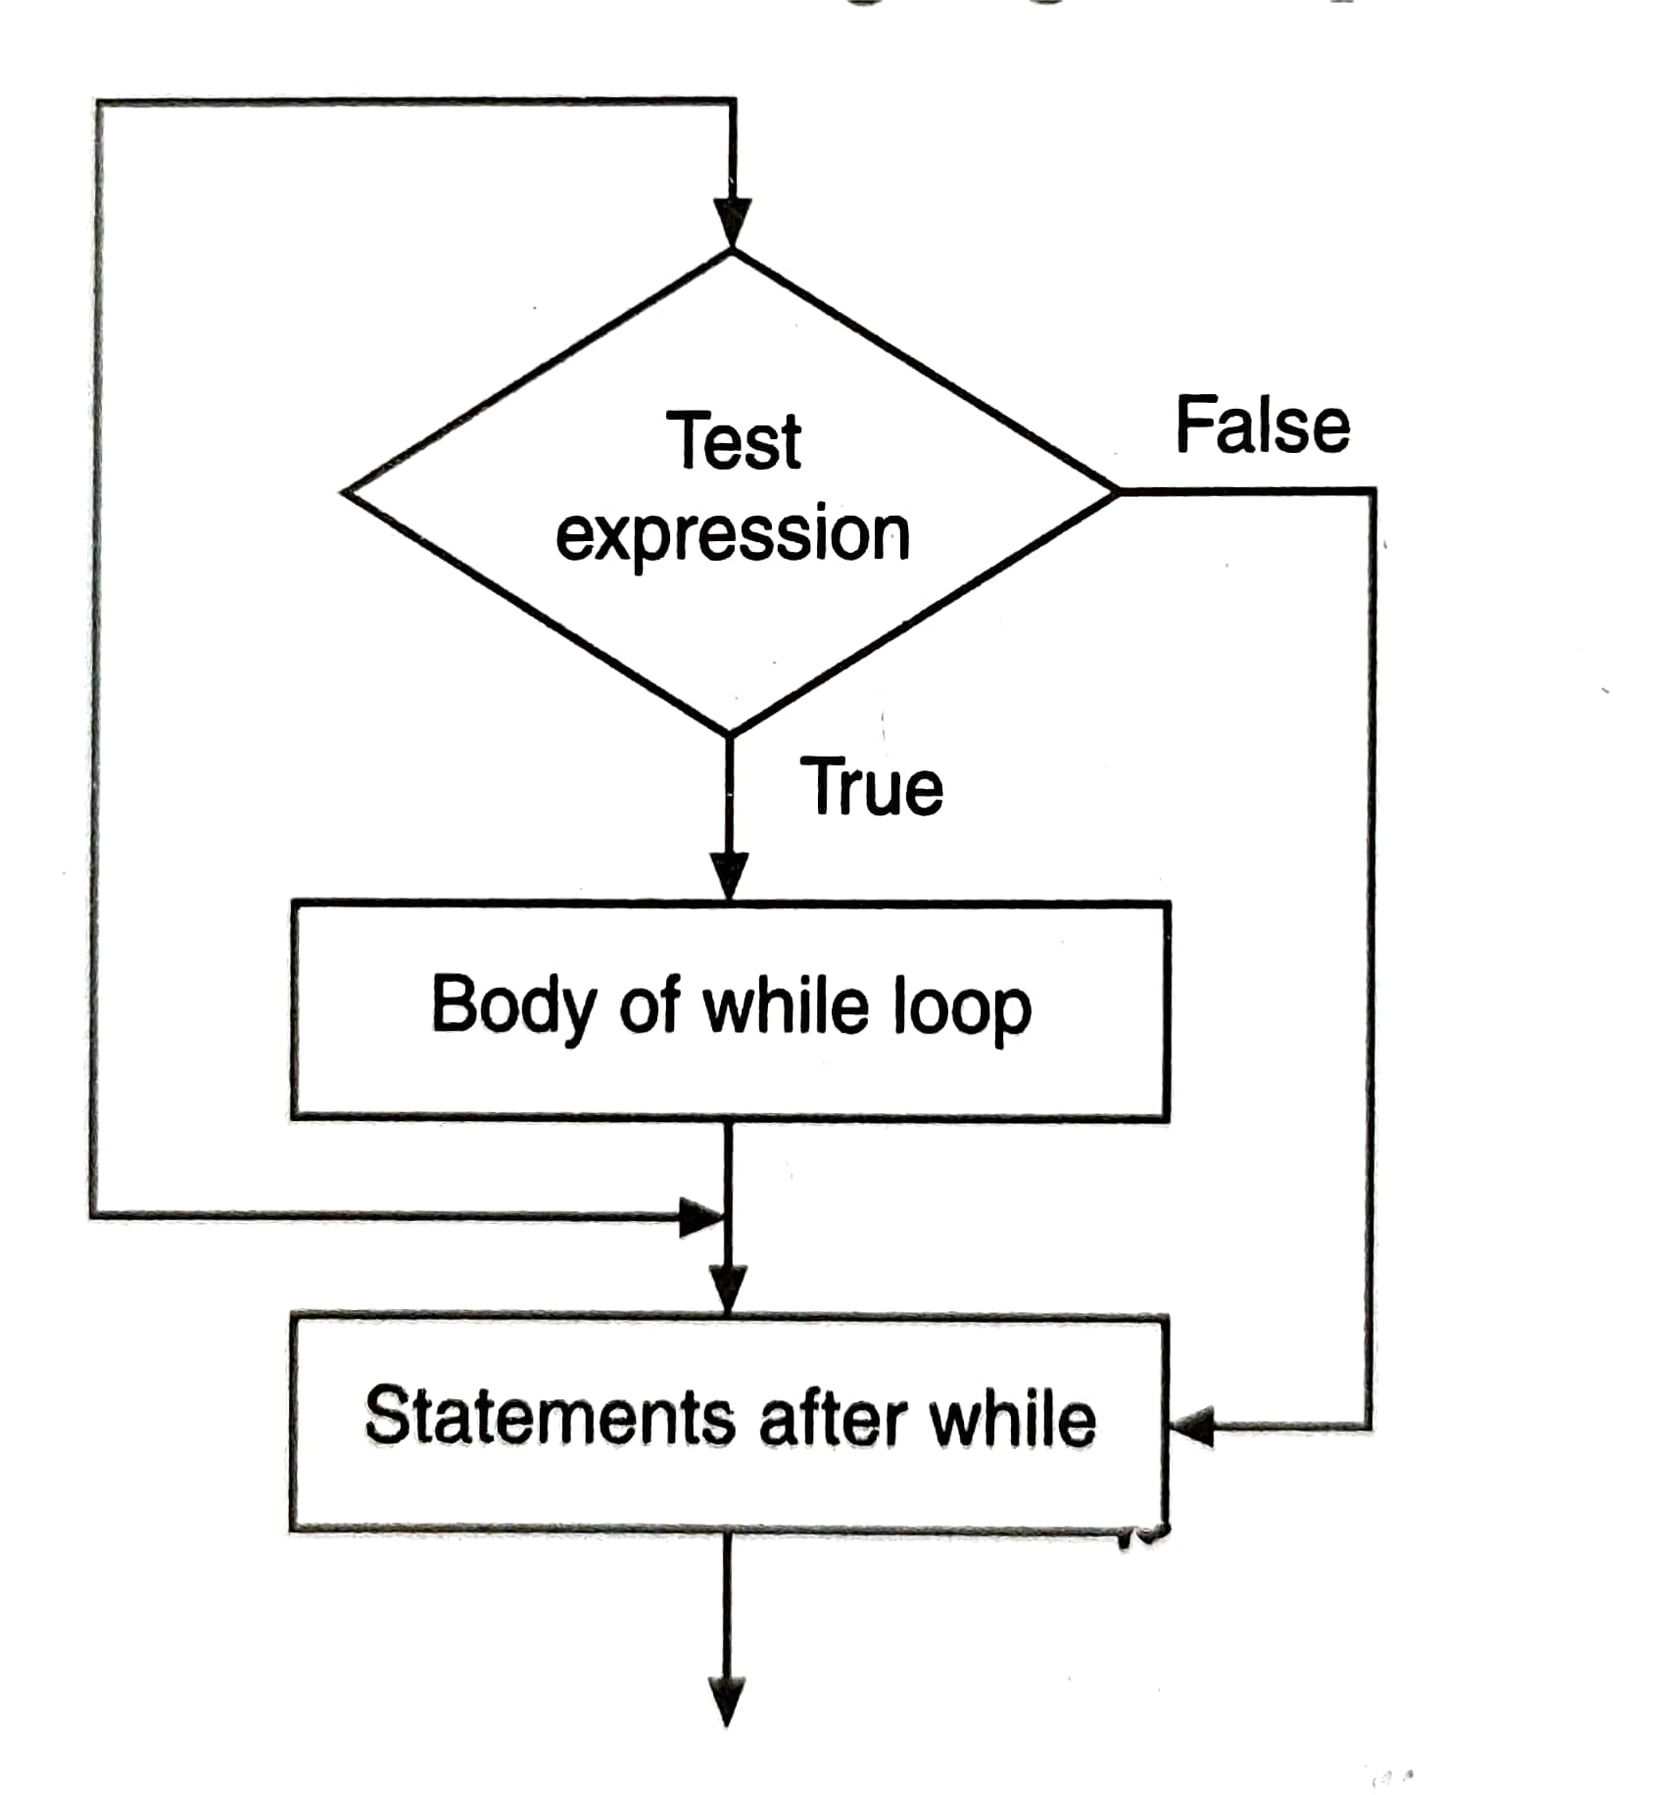 Test
expression
False
True
Body of while loop
Statements after while